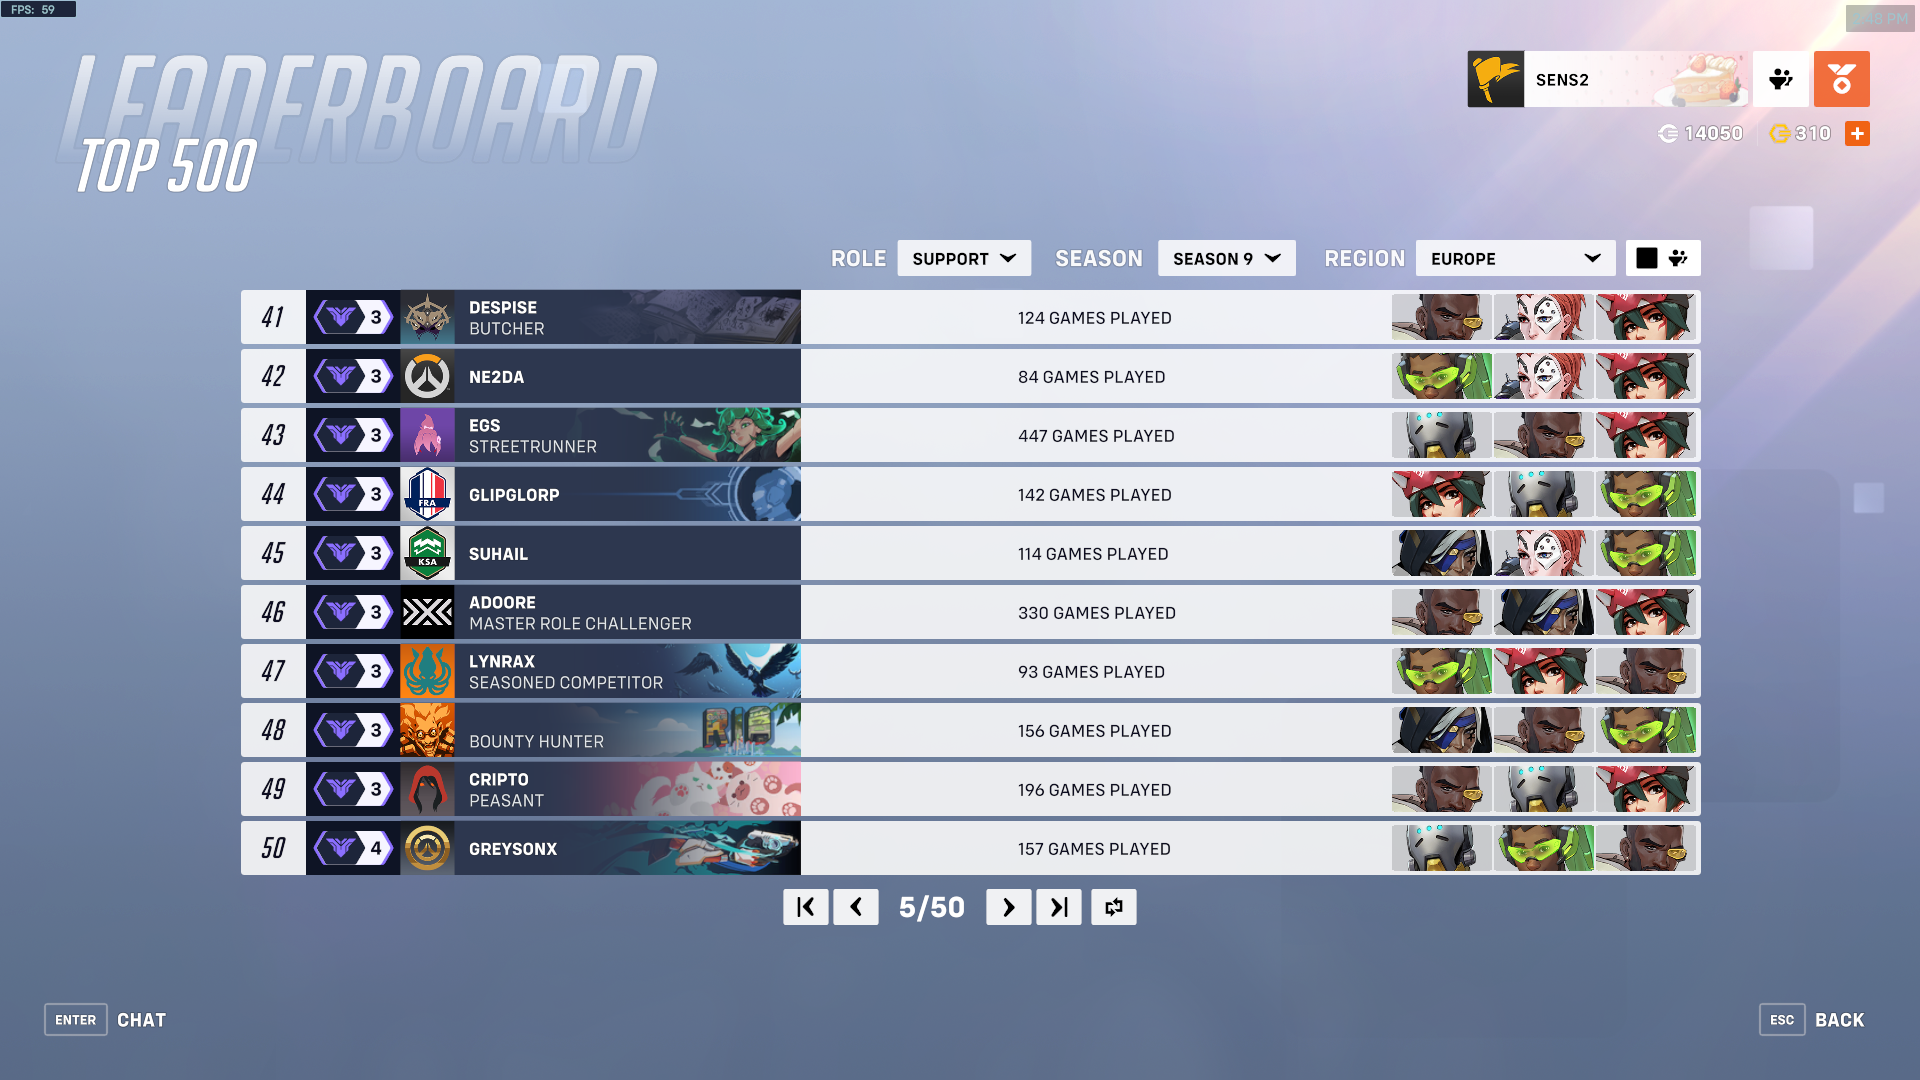 FPS: 59
LEADERBOARD
TOP 500
SENS2
14050
310
ROLE SUPPORT SEASON SEASON 9 REGION EUROPE
41 3 DESPISE
BUTCHER
124 GAMES PLAYED
42 3 NE2DA 84 GAMES PLAYED
43 3 EGS
STREETRUNNER
447 GAMES PLAYED
44 3 FRA GLIPGLORP 142 GAMES PLAYED
45 3 KSA SUHAIL 114 GAMES PLAYED
46 3 ADOORE
MASTER ROLE CHALLENGER
330 GAMES PLAYED
47 3 LYNRAX
SEASONED COMPETITOR
93 GAMES PLAYED
48 3 BOUNTY HUNTER RIO 156 GAMES PLAYED
49 3 CRIPTO
PEASANT
196 GAMES PLAYED
50 4 GREYSONX 157 GAMES PLAYED
5/50
ENTER CHAT
ESC BACK